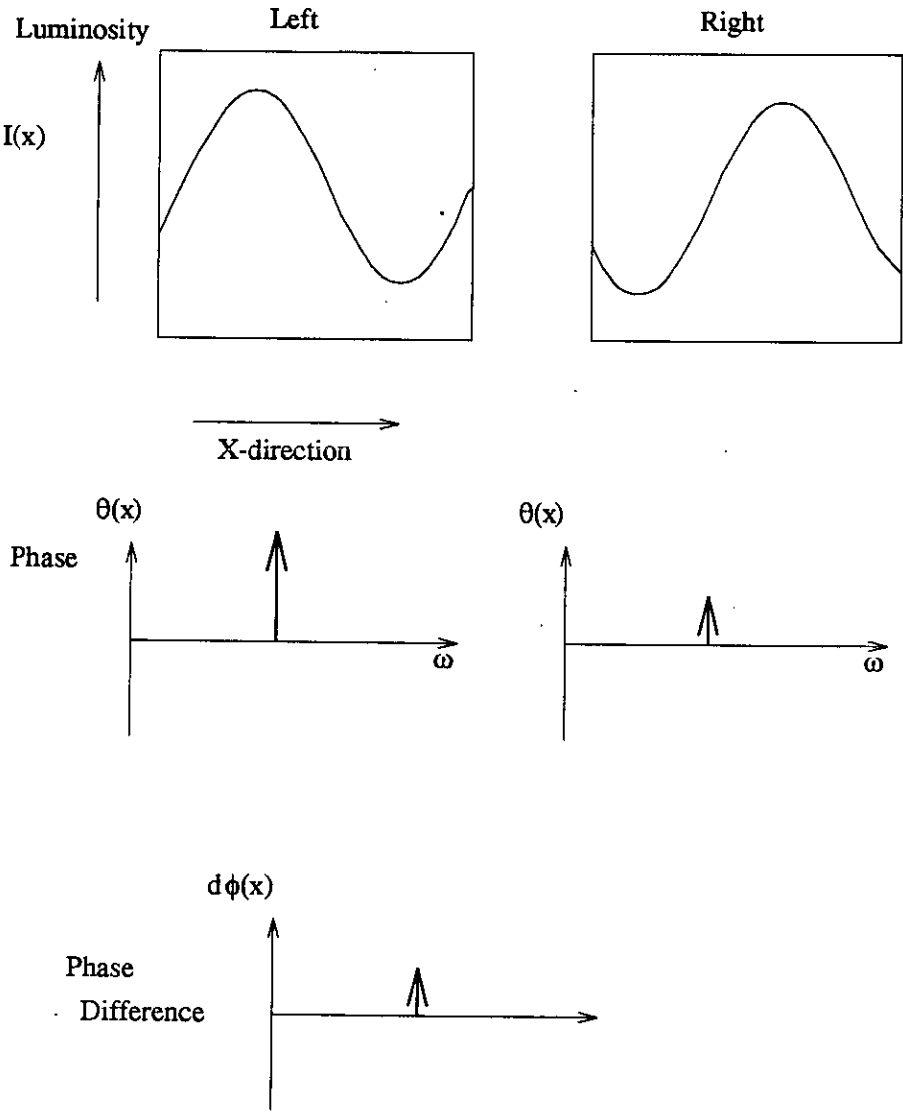 Luminosity
Left
Right
I(x)
X-direction
θ(x)
θ(x)
Phase
ω
ω
dϕ(x)
Phase
Difference